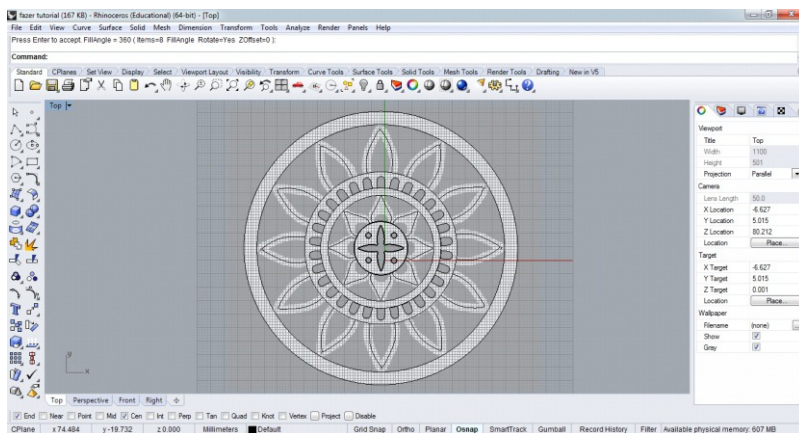 fazer tutorial (167 KB) - Rhinoceros (Educational) (64-bit) - [Top]
File Edit View Curve Surface Solid Mesh Dimension Transform Tools Analyze Render Panels Help
Press Enter to accept. FillAngle = 360 ( Items=8 FillAngle Rotate=Yes ZOffset=0 ):
Command:
Standard CPlanes Set View Display Select Viewport Layout Visibility Transform Curve Tools Surface Tools Solid Tools Mesh Tools Render Tools Drafting New in V5
Top
Viewport
Title Top
Width 1100
Height 501
Projection Parallel
Camera
Lens Length 50.0
X Location -6.627
Y Location 5.015
Z Location 80.212
Location Place...
Target
X Target -6.627
Y Target 5.015
Z Target 0.001
Location Place...
Wallpaper
Filename (none)
Show
Gray
y
x
Top Perspective Front Right
End Near Point Mid Cen Int Perp Tan Quad Knot Vertex Project Disable
CPlane x 74.484 y -19.732 z 0.000 Millimeters Default Grid Snap Ortho Planar Osnap SmartTrack Gumball Record History Filter Available physical memory: 607 MB